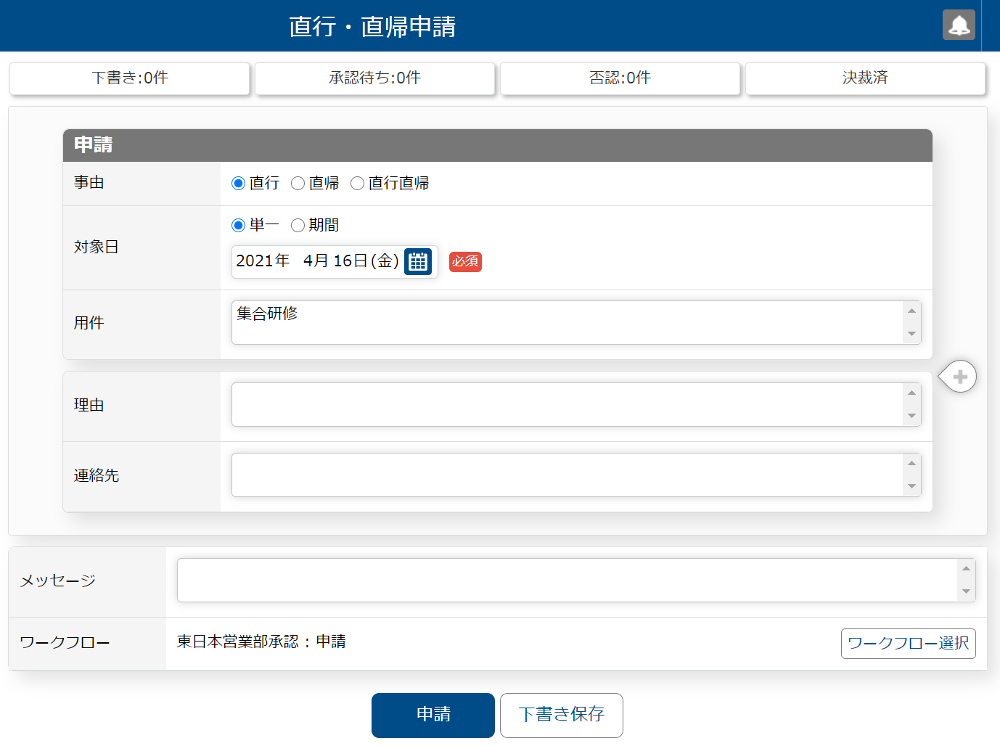 直行・直帰申請
下書き:0件 承認待ち:0件 否認:0件 決裁済
申請
事由 直行 直帰 直行直帰
単一 期間
対象日
2021年 4月 16日(金) 必須
用件 集合研修
理由
連絡先
メッセージ
ワークフロー 東日本営業部承認：申請 ワークフロー選択
申請 下書き保存